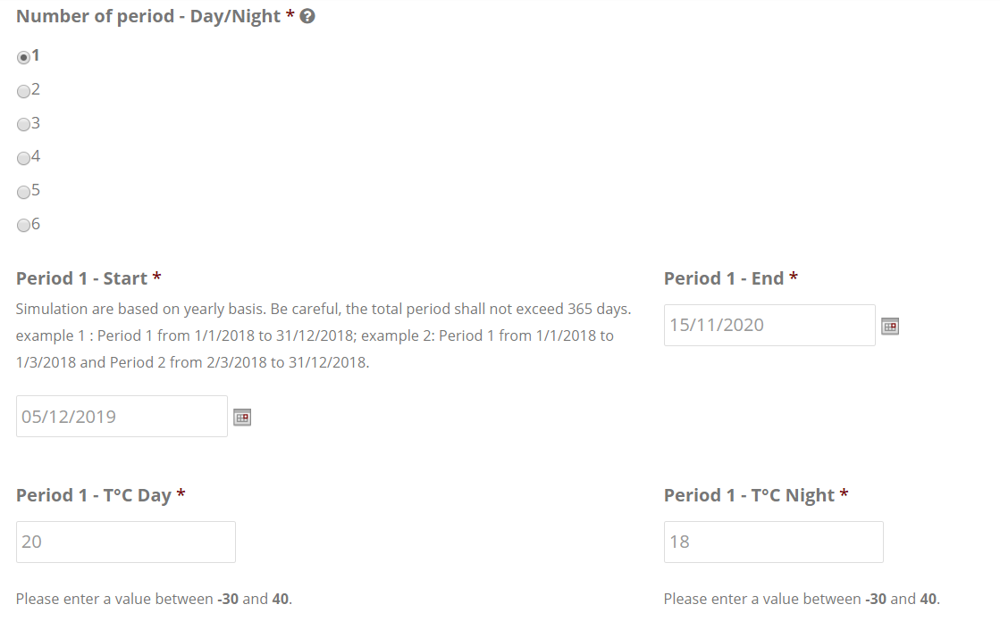 Number of period - Day/Night *
1
2
3
4
5
6
Period 1 - Start *
Simulation are based on yearly basis. Be careful, the total period shall not exceed 365 days.
example 1 : Period 1 from 1/1/2018 to 31/12/2018; example 2: Period 1 from 1/1/2018 to
1/3/2018 and Period 2 from 2/3/2018 to 31/12/2018.
05/12/2019
Period 1 - End *
15/11/2020
Period 1 - T°C Day *
20
Please enter a value between -30 and 40.
Period 1 - T°C Night *
18
Please enter a value between -30 and 40.